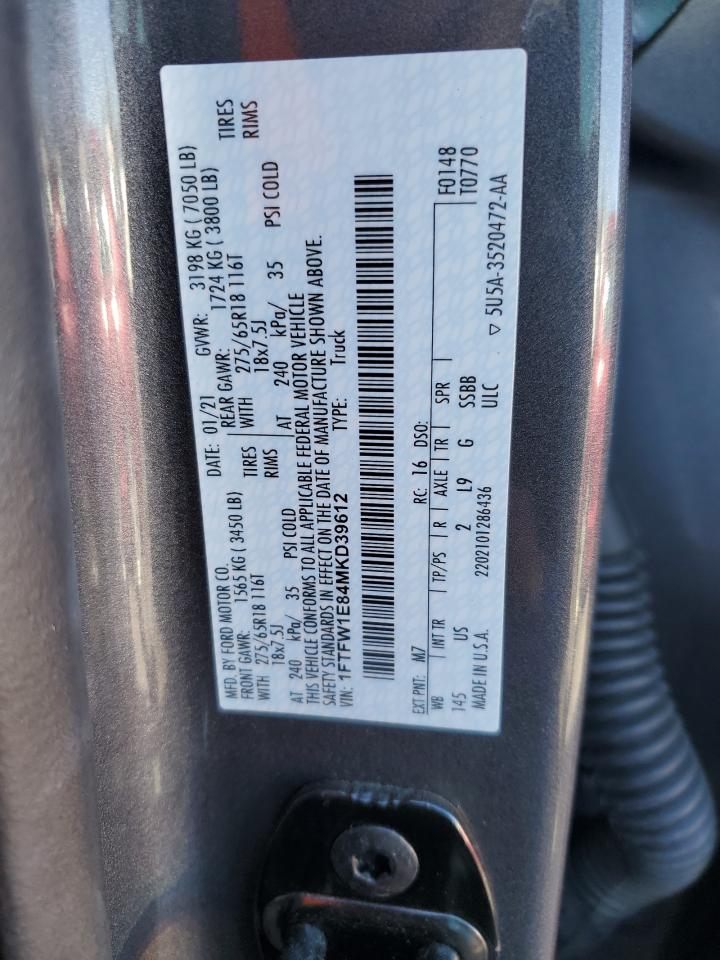 MFD. BY FORD MOTOR CO. DATE: 01/21 GVWR: 3198 KG ( 7050 LB)
FRONT GAWR: 1565 KG ( 3450 LB) REAR GAWR: 1724 KG ( 3800 LB)
WITH 275/65R18 116T TIRES WITH 275/65R18 116T TIRES
18x7.5J RIMS 18x7.5J RIMS
AT 240 kPa/ 35 PSI COLD AT 240 kPa/ 35 PSI COLD
THIS VEHICLE CONFORMS TO ALL APPLICABLE FEDERAL MOTOR VEHICLE
SAFETY STANDARDS IN EFFECT ON THE DATE OF MANUFACTURE SHOWN ABOVE.
VIN: 1FTFW1E84MKD39612 TYPE: Truck
EXT PNT: M7 RC: 16 DSO: F0148
WB INT TR TP/PS R AXLE TR SPR T0770
145 US 2 L9 G SSBB
MADE IN U.S.A. 2202101286436 ULC ▽ 5U5A-3520472-AA